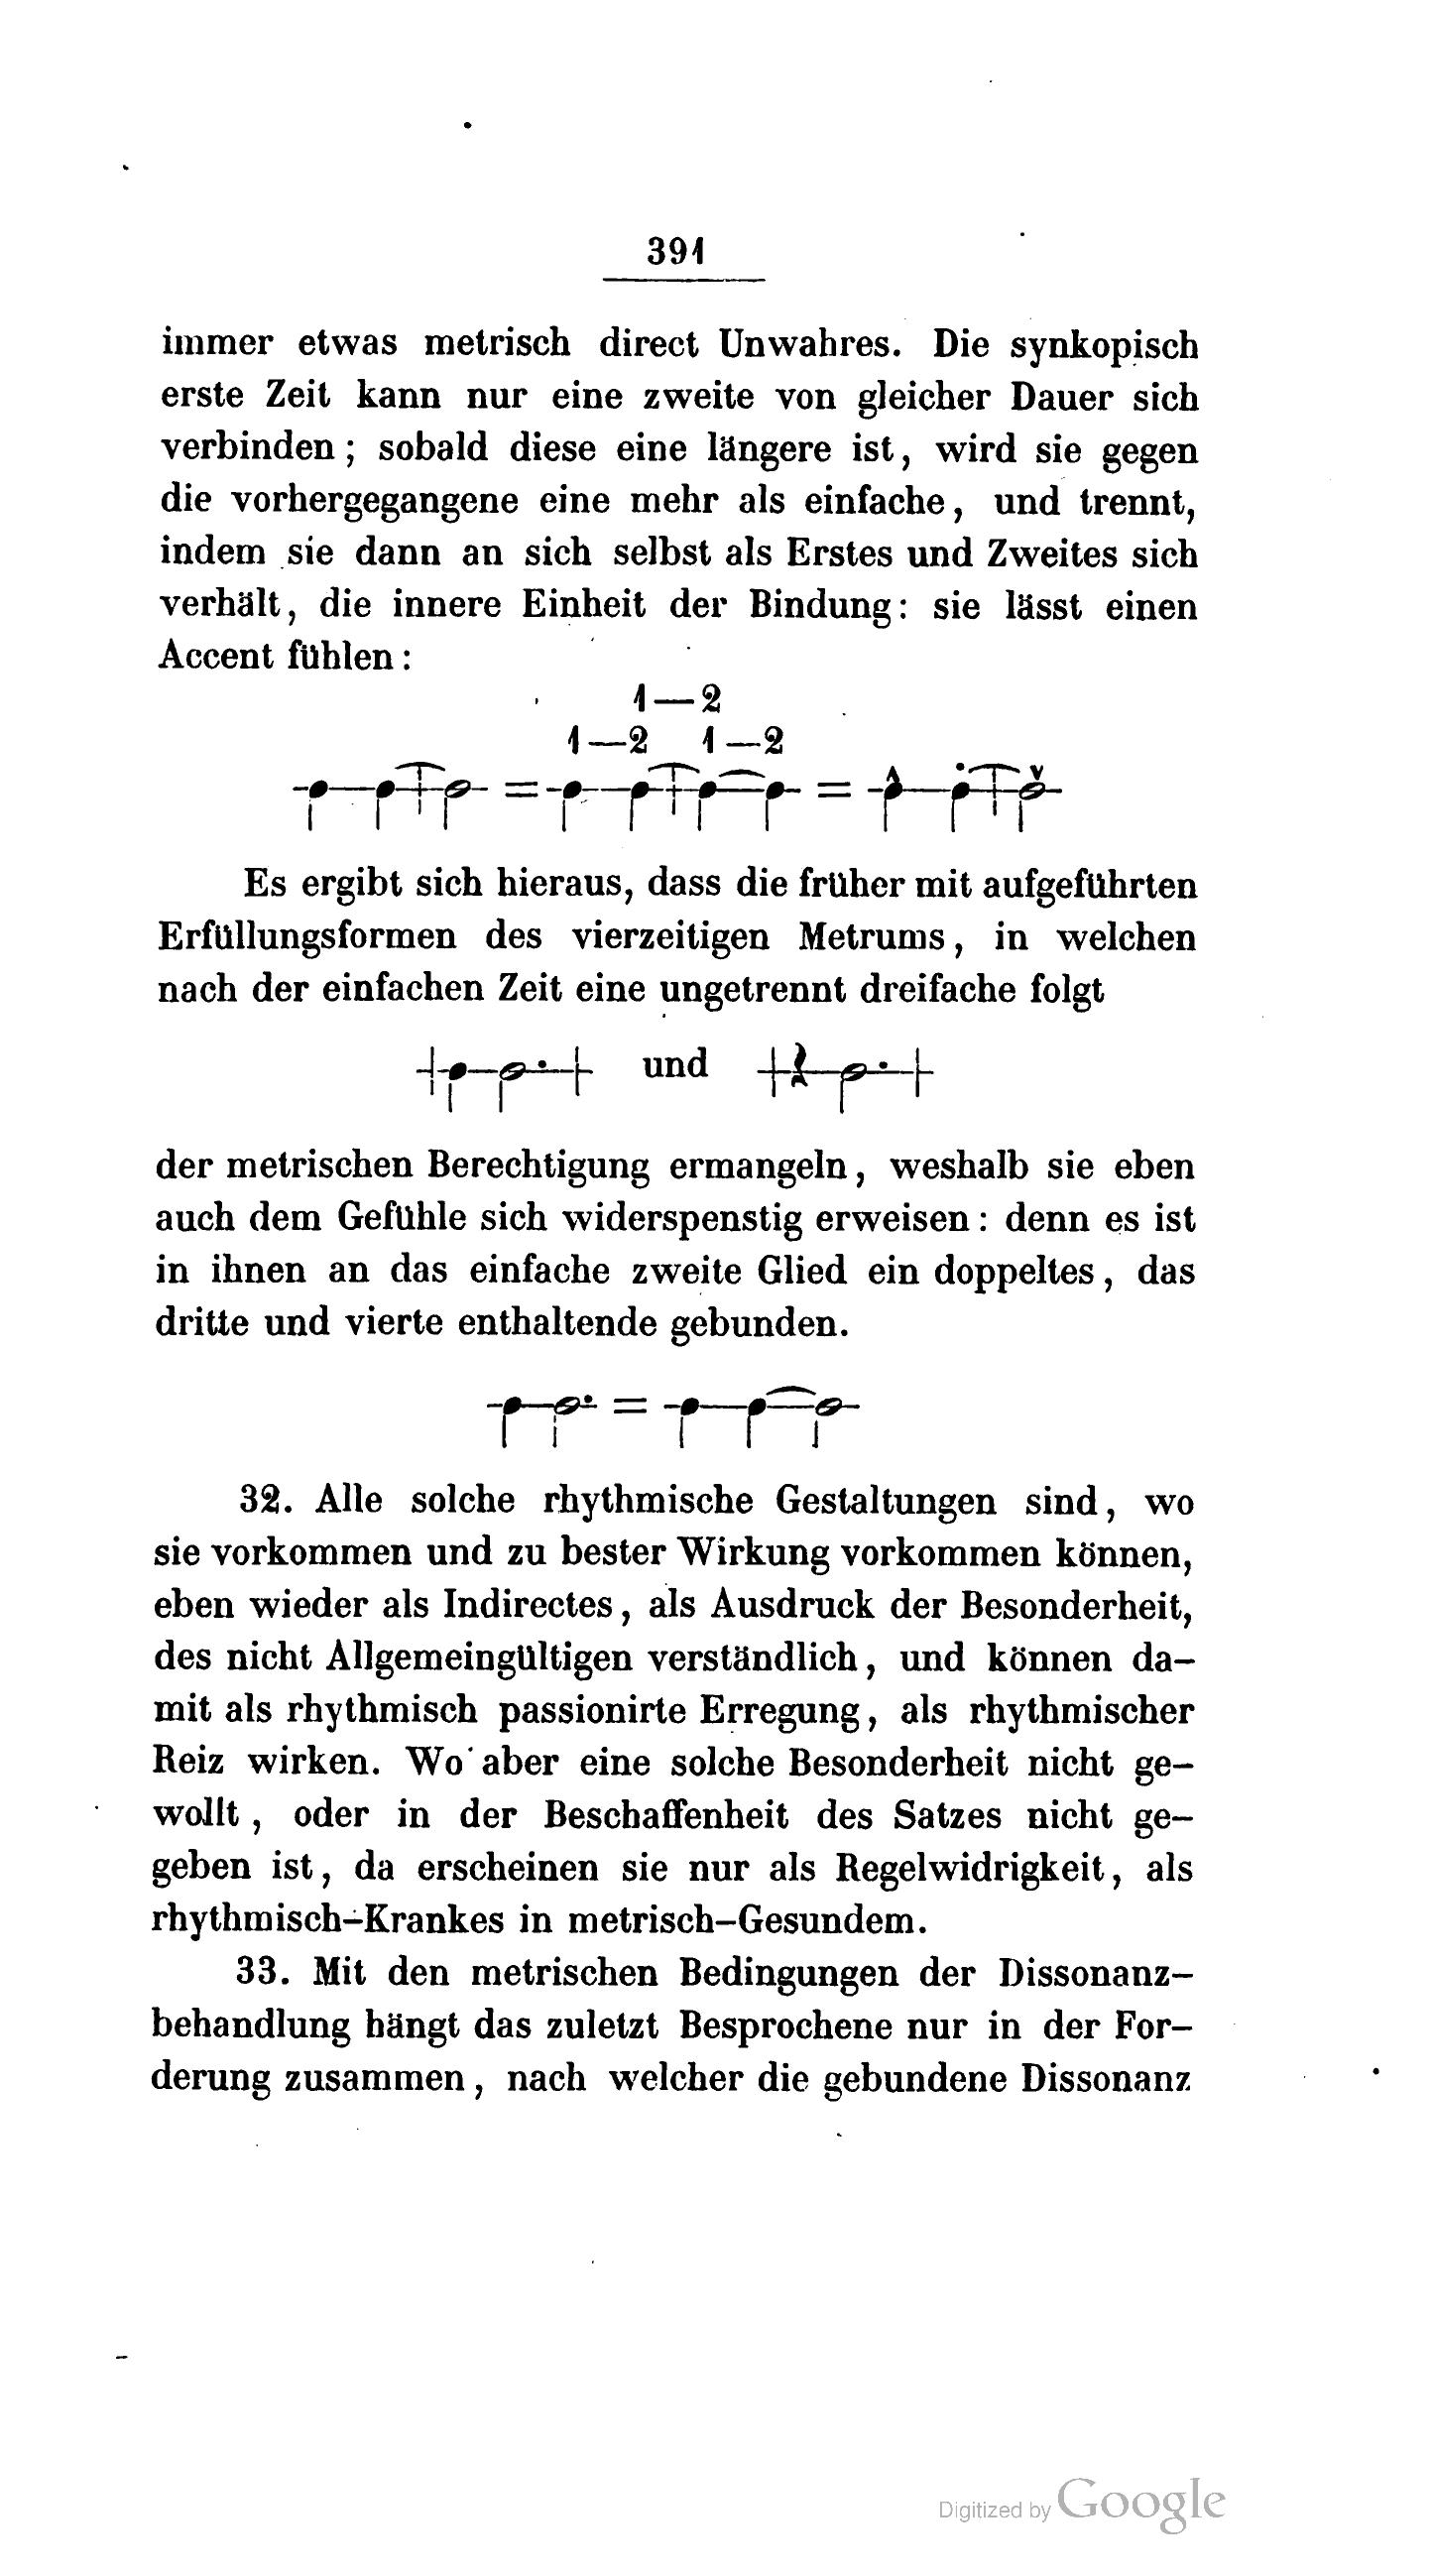 391
immer etwas metrisch direct Unwahres. Die synkopisch
erste Zeit kann nur eine zweite von gleicher Dauer sich
verbinden; sobald diese eine längere ist, wird sie gegen
die vorhergegangene eine mehr als einfache, und trennt,
indem sie dann an sich selbst als Erstes und Zweites sich
verhält, die innere Einheit der Bindung: sie lässt einen
Accent fühlen:
1—2
1—2 1—2
= =
Es ergibt sich hieraus, dass die früher mit aufgeführten
Erfüllungsformen des vierzeitigen Metrums, in welchen
nach der einfachen Zeit eine ungetrennt dreifache folgt
und
der metrischen Berechtigung ermangeln, weshalb sie eben
auch dem Gefühle sich widerspenstig erweisen: denn es ist
in ihnen an das einfache zweite Glied ein doppeltes, das
dritte und vierte enthaltende gebunden.
=
32. Alle solche rhythmische Gestaltungen sind, wo
sie vorkommen und zu bester Wirkung vorkommen können,
eben wieder als Indirectes, als Ausdruck der Besonderheit,
des nicht Allgemeingültigen verständlich, und können da-
mit als rhythmisch passionirte Erregung, als rhythmischer
Reiz wirken. Wo aber eine solche Besonderheit nicht ge-
wollt, oder in der Beschaffenheit des Satzes nicht ge-
geben ist, da erscheinen sie nur als Regelwidrigkeit, als
rhythmisch-Krankes in metrisch-Gesundem.
33. Mit den metrischen Bedingungen der Dissonanz-
behandlung hängt das zuletzt Besprochene nur in der For-
derung zusammen, nach welcher die gebundene Dissonanz
Digitized by Google